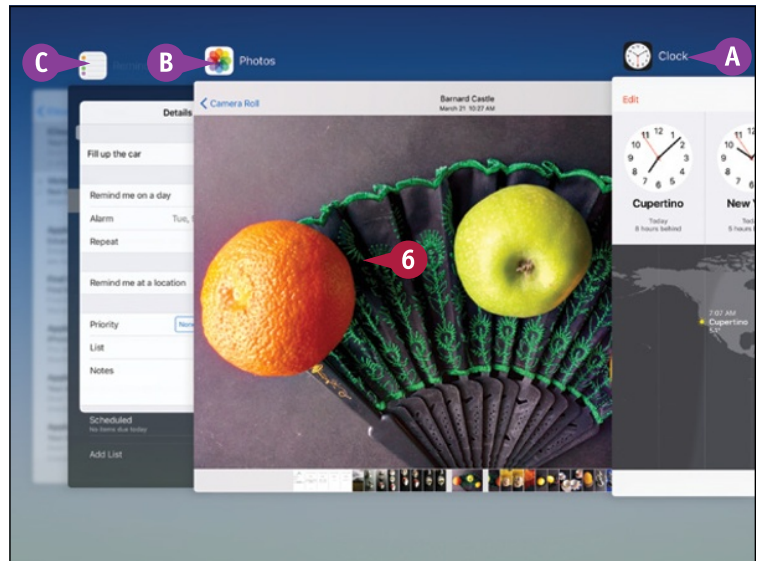 C
B
Photos
Clock
A
Camera Roll
Barnard Castle
March 21 10:27 AM
Edit
Details
Fill up the car
Remind me on a day
Alarm
Tue,
Repeat
Remind me at a location
Priority
List
Notes
Scheduled
No items due today
Add List
6
Cupertino
Today
8 hours behind
New
Today
5 hours
7:07 AM
Cupertino